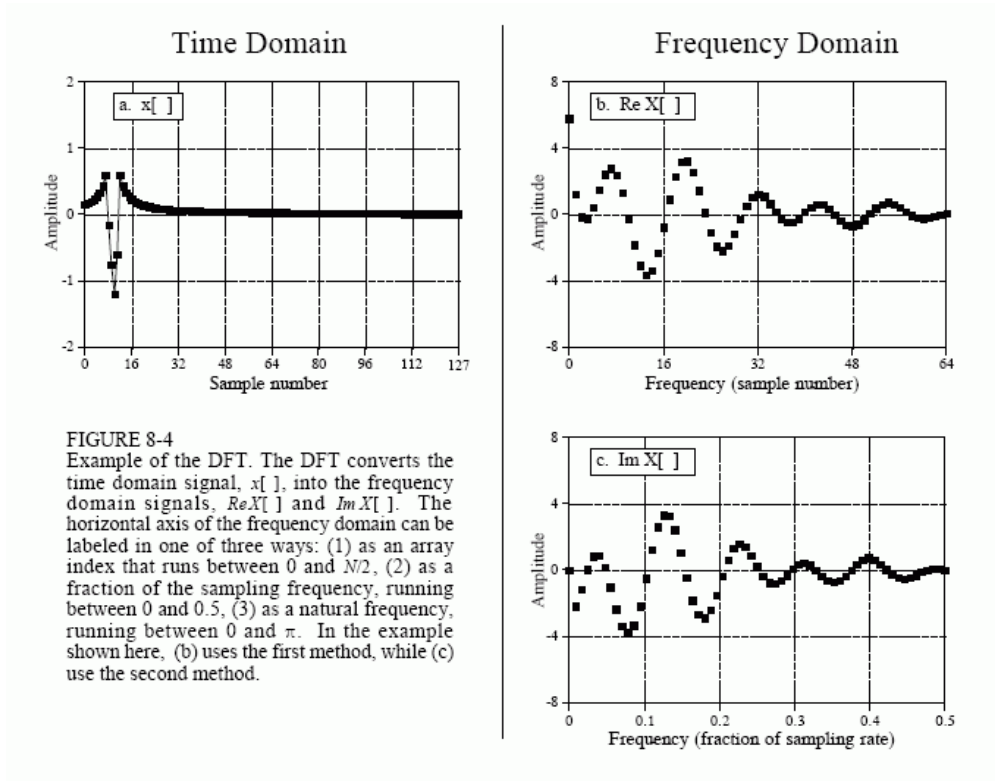 Time Domain
Frequency Domain
a. x[ ]
Amplitude
2
1
0
-1
-2
0 16 32 48 64 80 96 112 127
Sample number
b. Re X[ ]
Amplitude
8
4
0
-4
-8
0 16 32 48 64
Frequency (sample number)
FIGURE 8-4
Example of the DFT. The DFT converts the
time domain signal, x[ ], into the frequency
domain signals, ReX[ ] and ImX[ ]. The
horizontal axis of the frequency domain can be
labeled in one of three ways: (1) as an array
index that runs between 0 and N/2, (2) as a
fraction of the sampling frequency, running
between 0 and 0.5, (3) as a natural frequency,
running between 0 and π. In the example
shown here, (b) uses the first method, while (c)
use the second method.
c. Im X[ ]
Amplitude
8
4
0
-4
-8
0 0.1 0.2 0.3 0.4 0.5
Frequency (fraction of sampling rate)